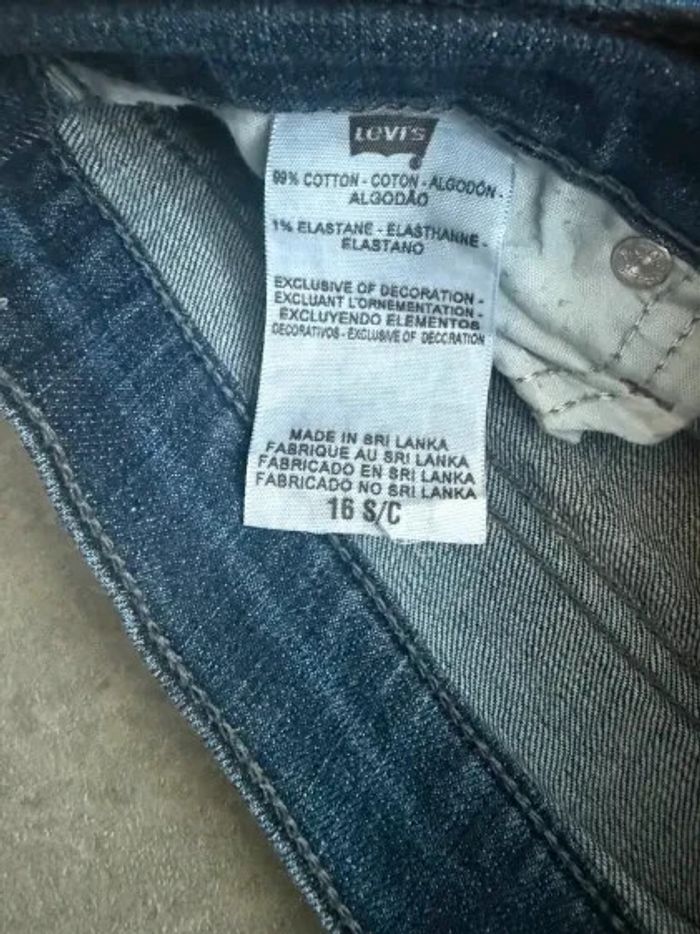 LEVI'S
99% COTTON - COTON - ALGODÓN -
ALGODÃO
1% ELASTANE - ÉLASTHANNE -
ELASTANO
EXCLUSIVE OF DECORATION -
EXCLUANT L'ORNEMENTATION -
EXCLUYENDO ELEMENTOS
DECORATIVOS - EXCLUSIVE OF DECORATION
MADE IN SRI LANKA
FABRIQUE AU SRI LANKA
FABRICADO EN SRI LANKA
FABRICADO NO SRI LANKA
16 S/C